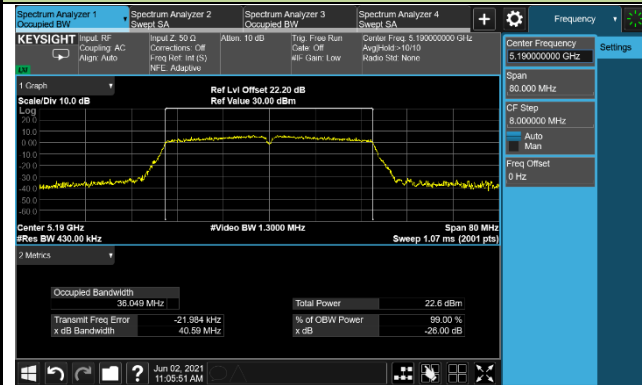 Spectrum Analyzer 1
Occupied BW
Spectrum Analyzer 2
Swept SA
Spectrum Analyzer 3
Occupied BW
Spectrum Analyzer 4
Swept SA
Frequency
KEYSIGHT
Input: RF
Coupling: AC
Align: Auto
Input Z: 50 Ω
Corrections: Off
Freq Ref: Int (S)
NFE: Adaptive
Atten: 10 dB
Trig: Free Run
Gate: Off
#IF Gain: Low
Center Freq: 5.190000000 GHz
Avg|Hold:>10/10
Radio Std: None
Center Frequency
5.190000000 GHz
Settings
Span
80.000 MHz
CF Step
8.000000 MHz
Auto
Man
Freq Offset
0 Hz
1 Graph
Scale/Div 10.0 dB
Ref Lvl Offset 22.20 dB
Ref Value 30.00 dBm
Log
20.0
10.0
0.00
-10.0
-20.0
-30.0
-40.0
-50.0
-60.0
Center 5.19 GHz
#Res BW 430.00 kHz
#Video BW 1.3000 MHz
Span 80 MHz
Sweep 1.07 ms (2001 pts)
2 Metrics
Occupied Bandwidth
36.049 MHz
Total Power 22.6 dBm
Transmit Freq Error -21.984 kHz
% of OBW Power 99.00 %
x dB Bandwidth 40.59 MHz
x dB -26.00 dB
?
Jun 02, 2021
11:05:51 AM